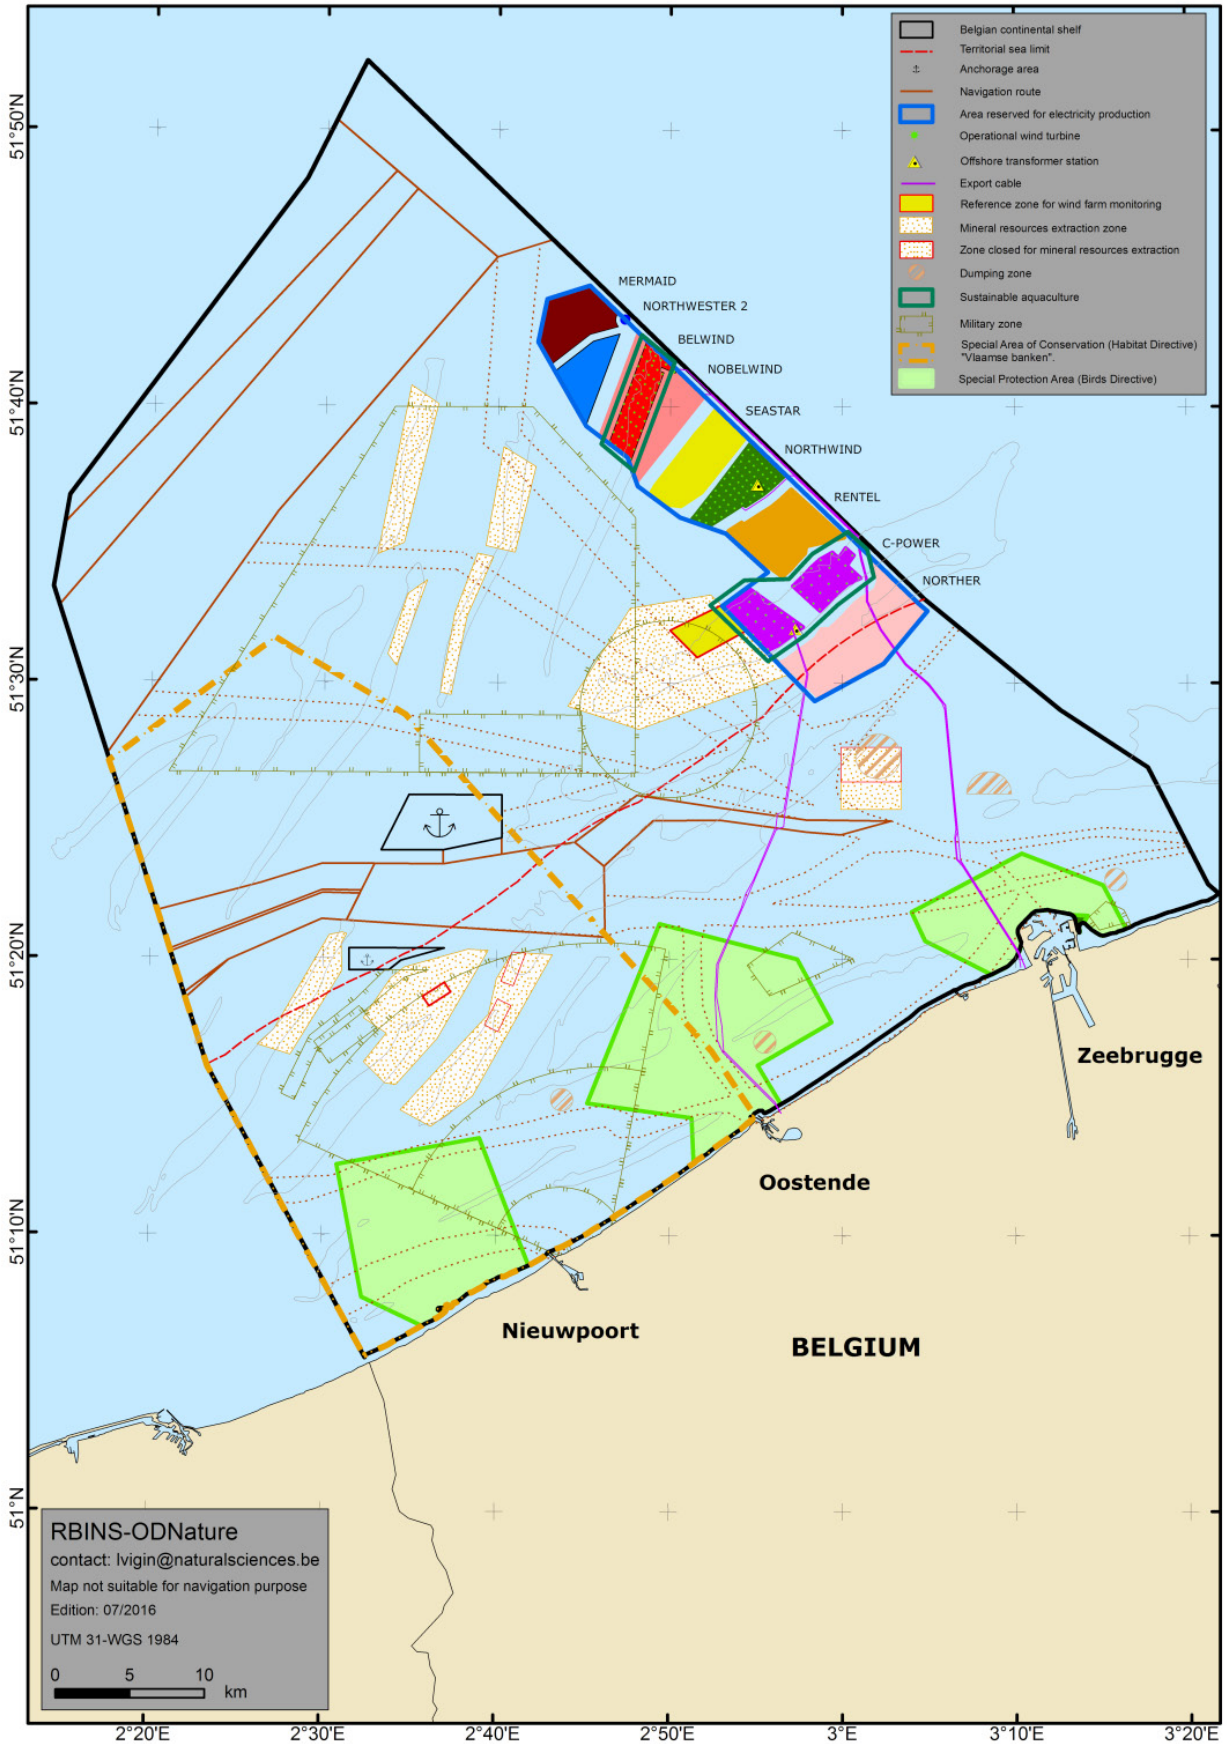 Belgian continental shelf
Territorial sea limit
Anchorage area
Navigation route
Area reserved for electricity production
Operational wind turbine
Offshore transformer station
Export cable
Reference zone for wind farm monitoring
Mineral resources extraction zone
Zone closed for mineral resources extraction
Dumping zone
Sustainable aquaculture
Military zone
Special Area of Conservation (Habitat Directive)
"Vlaamse banken".
Special Protection Area (Birds Directive)
51°50'N
MERMAID
NORTHWESTER 2
BELWIND
NOBELWIND
51°40'N
SEASTAR
NORTHWIND
RENTEL
C-POWER
NORTHER
51°30'N
51°20'N
Zeebrugge
Oostende
51°10'N
Nieuwpoort
BELGIUM
51°N
RBINS-ODNature
contact: lvigin@naturalsciences.be
Map not suitable for navigation purpose
Edition: 07/2016
UTM 31-WGS 1984
0 5 10
km
2°20'E 2°30'E 2°40'E 2°50'E 3°E 3°10'E 3°20'E